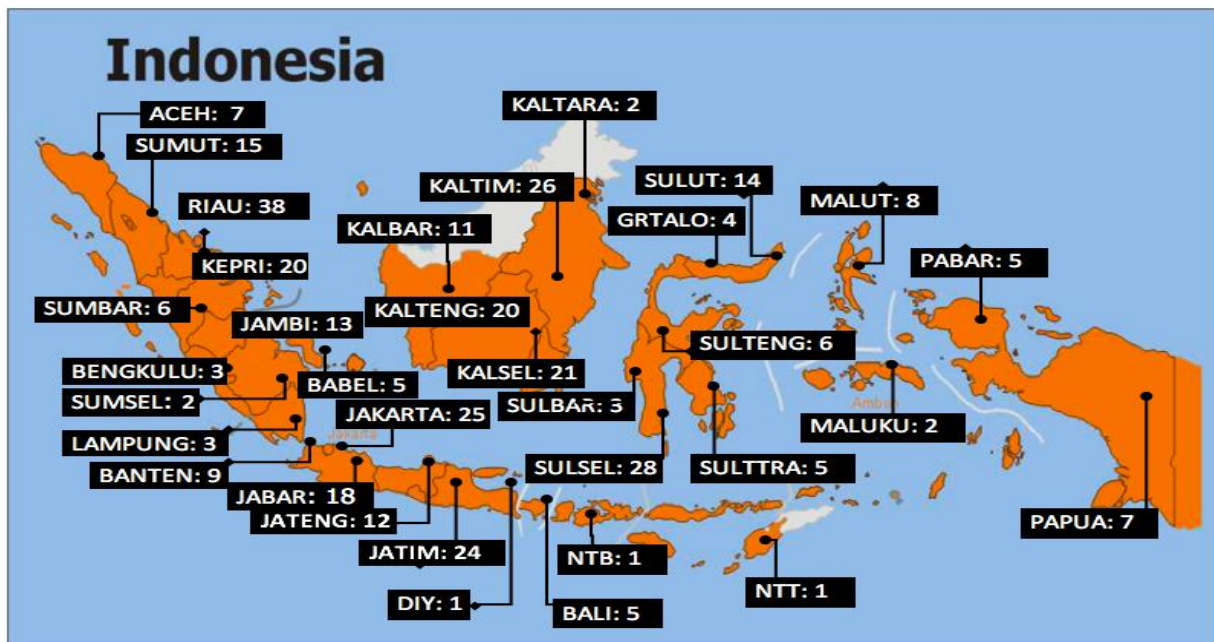 Indonesia
ACEH: 7
KALTARA: 2
SUMUT: 15
KALTIM: 26
SULUT: 14
MALUT: 8
RIAU: 38
KALBAR: 11
GRTALO: 4
KEPRI: 20
PABAR: 5
SUMBAR: 6
JAMBI: 13
KALTENG: 20
SULTENG: 6
BENGKULU: 3
BABEL: 5
KALSEL: 21
SUMSEL: 2
SULBAR: 3
Ambon
JAKARTA: 25
MALUKU: 2
LAMPUNG: 3
Jakarta
BANTEN: 9
SULSEL: 28
SULTTRA: 5
JABAR: 18
JATENG: 12
PAPUA: 7
JATIM: 24
NTB: 1
NTT: 1
DIY: 1
BALI: 5